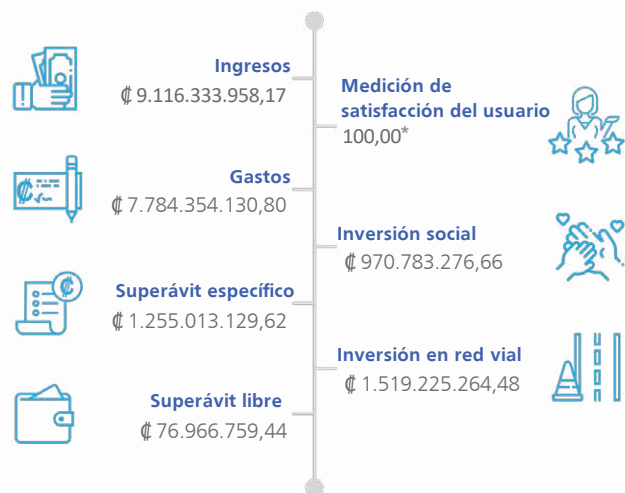 Ingresos
₡ 9.116.333.958,17
Medición de
satisfacción del usuario
100,00*
Gastos
₡ 7.784.354.130,80
Inversión social
₡ 970.783.276,66
Superávit específico
₡ 1.255.013.129,62
Inversión en red vial
₡ 1.519.225.264,48
Superávit libre
₡ 76.966.759,44